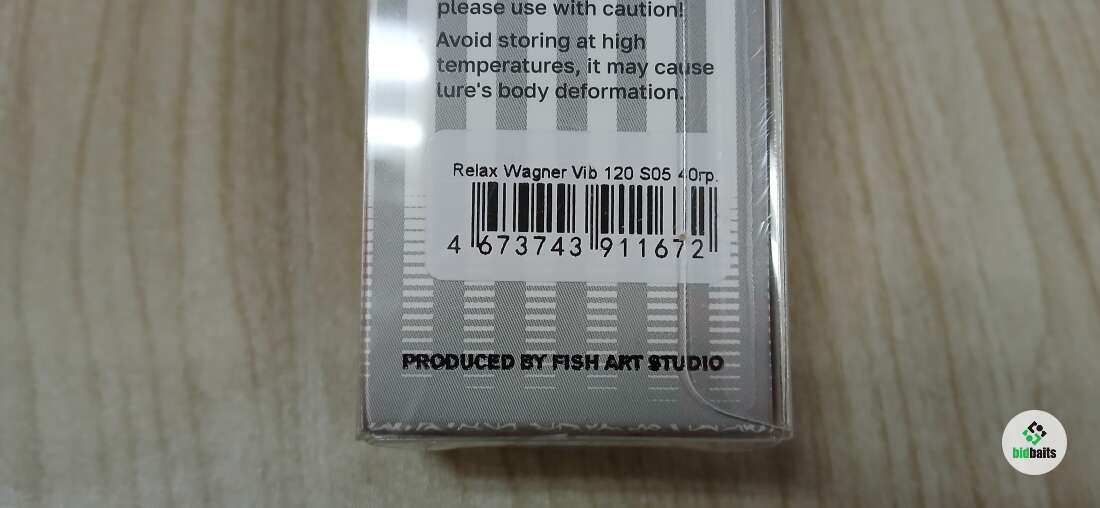 please use with caution!
Avoid storing at high
temperatures, it may cause
lure's body deformation.
Relax Wagner Vib 120 S05 40гр.
4 673743 911672
PRODUCED BY FISH ART STUDIO
bidbaits